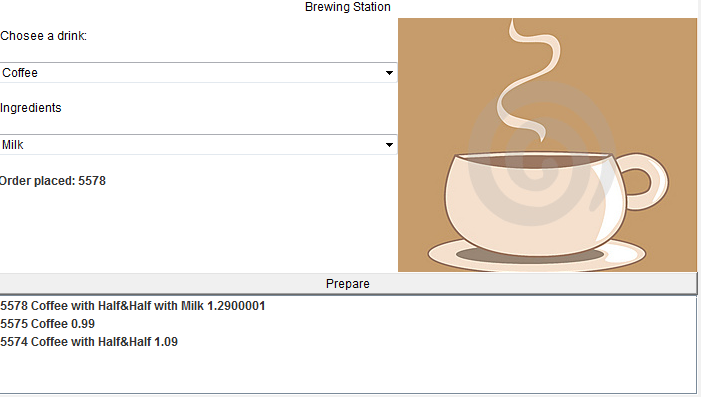 Brewing Station
Chosee a drink:
Coffee
Ingredients
Milk
Order placed: 5578
Prepare
5578 Coffee with Half&Half with Milk 1.2900001
5575 Coffee 0.99
5574 Coffee with Half&Half 1.09